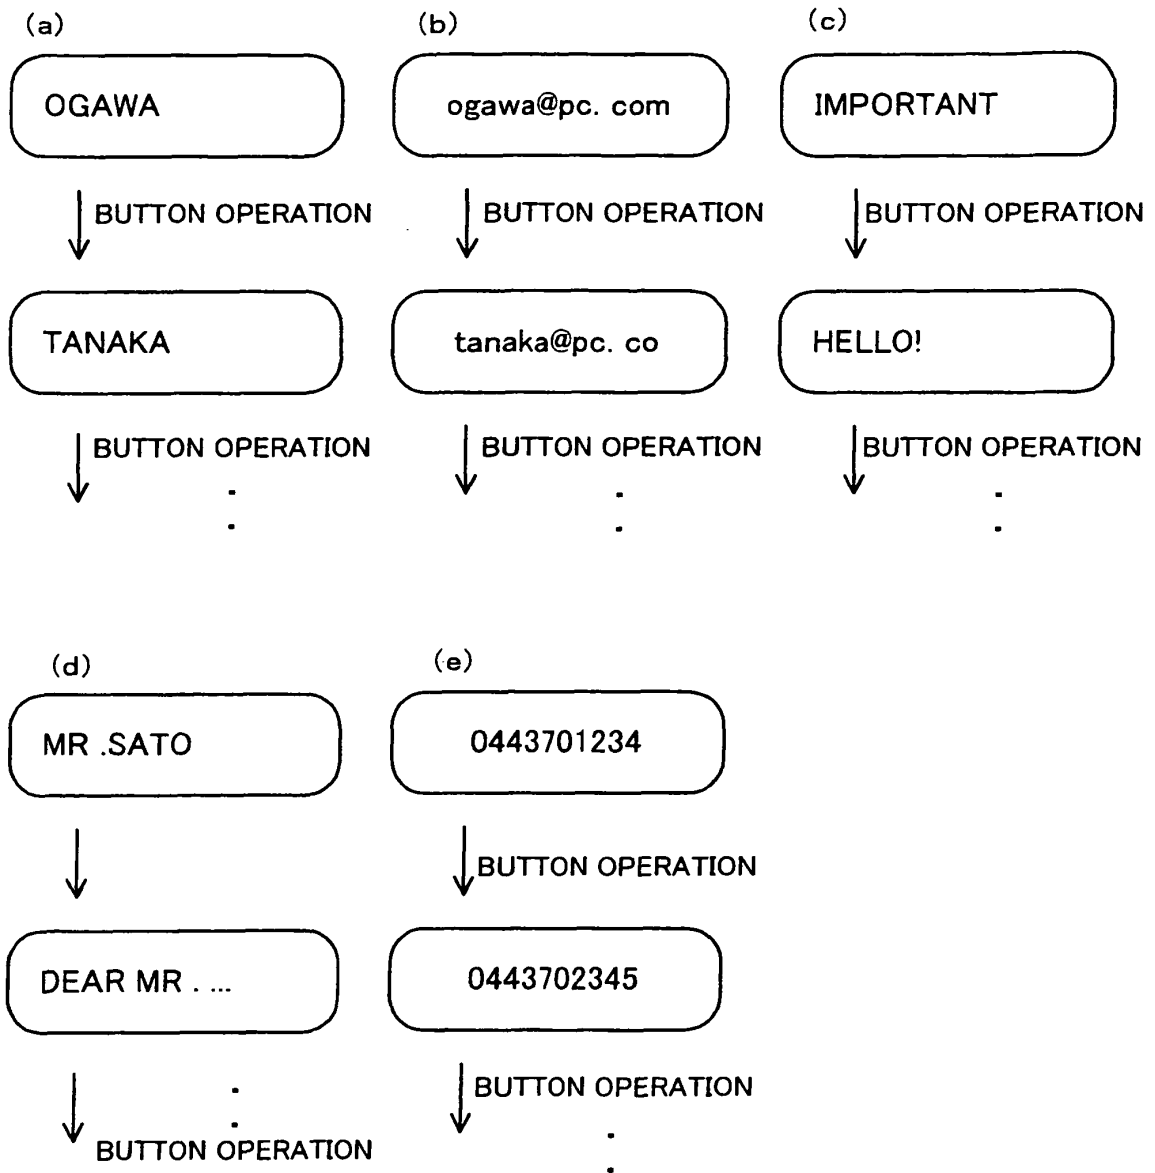 (a) (b) (c)
OGAWA ogawa@pc. com IMPORTANT
BUTTON OPERATION BUTTON OPERATION BUTTON OPERATION
TANAKA tanaka@pc. co HELLO!
BUTTON OPERATION BUTTON OPERATION BUTTON OPERATION
(d) (e)
MR .SATO 0443701234
BUTTON OPERATION
DEAR MR . ... 0443702345
BUTTON OPERATION
BUTTON OPERATION